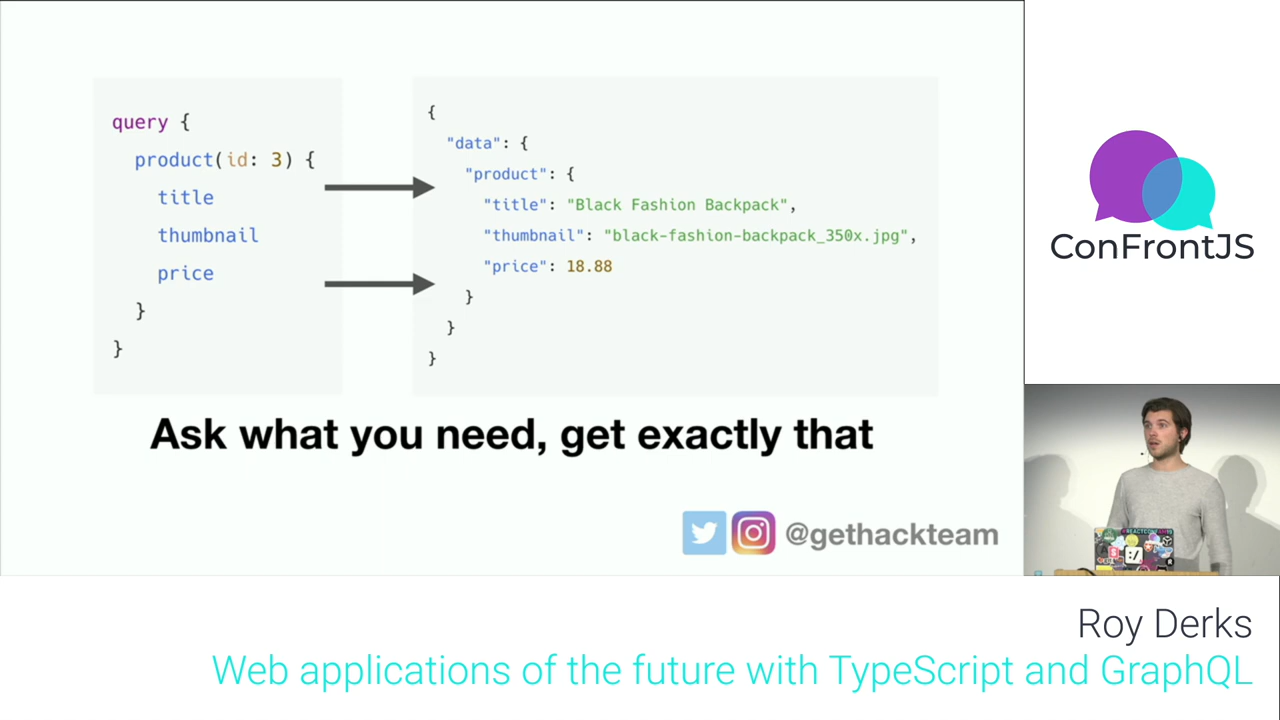 query {
product(id: 3) {
title
thumbnail
price
}
}
{
"data": {
"product": {
"title": "Black Fashion Backpack",
"thumbnail": "black-fashion-backpack_350x.jpg",
"price": 18.88
}
}
}
Ask what you need, get exactly that
@gethackteam
ConFrontJS
Roy Derks
Web applications of the future with TypeScript and GraphQL